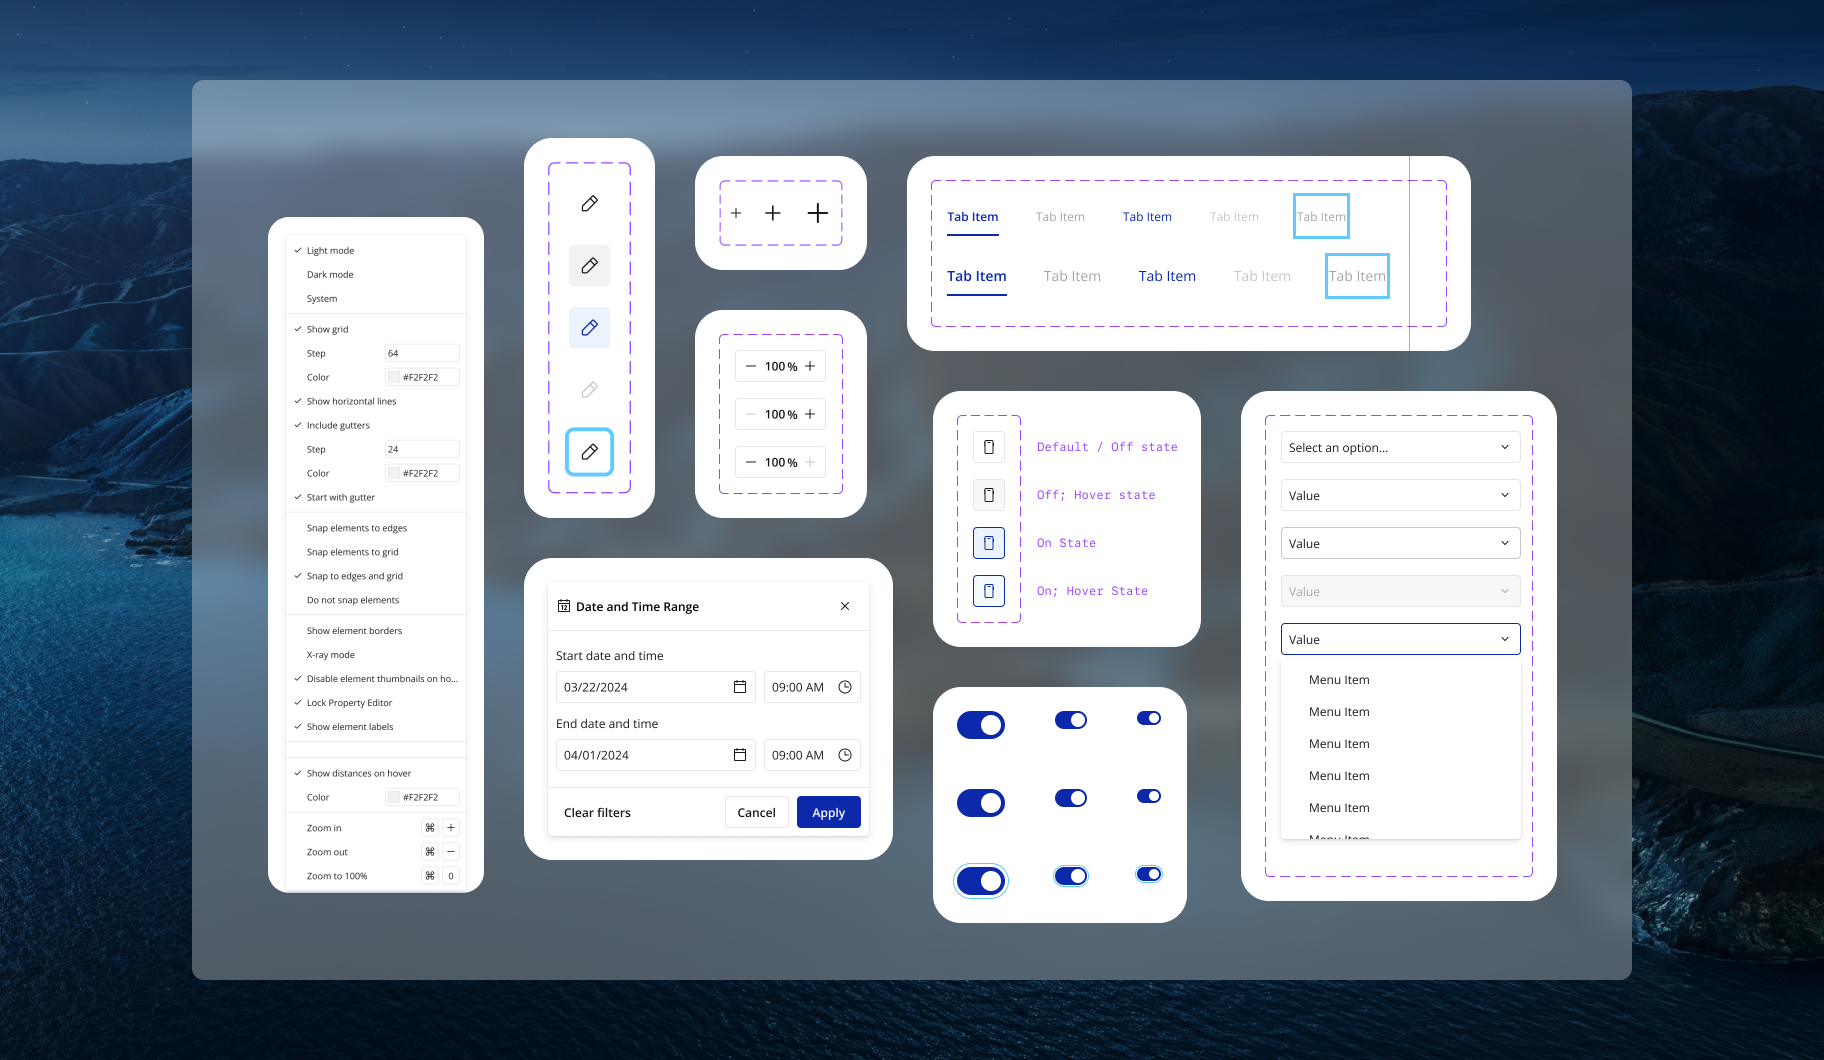 Light mode
Dark mode
System
Show grid
Step 64
Color #F2F2F2
Show horizontal lines
Include gutters
Step 24
Color #F2F2F2
Start with gutter
Snap elements to edges
Snap elements to grid
Snap to edges and grid
Do not snap elements
Show element borders
X-ray mode
Disable element thumbnails on ho...
Lock Property Editor
Show element labels
Show distances on hover
Color #F2F2F2
Zoom in ⌘ +
Zoom out ⌘ −
Zoom to 100% ⌘ 0
− 100 % +
− 100 % +
− 100 % +
Date and Time Range
Start date and time
03/22/2024 09:00 AM
End date and time
04/01/2024 09:00 AM
Clear filters Cancel Apply
Tab Item Tab Item Tab Item Tab Item Tab Item
Tab Item Tab Item Tab Item Tab Item Tab Item
Default / Off state
Off; Hover state
On State
On; Hover State
Select an option...
Value
Value
Value
Value
Menu Item
Menu Item
Menu Item
Menu Item
Menu Item
Menu Item